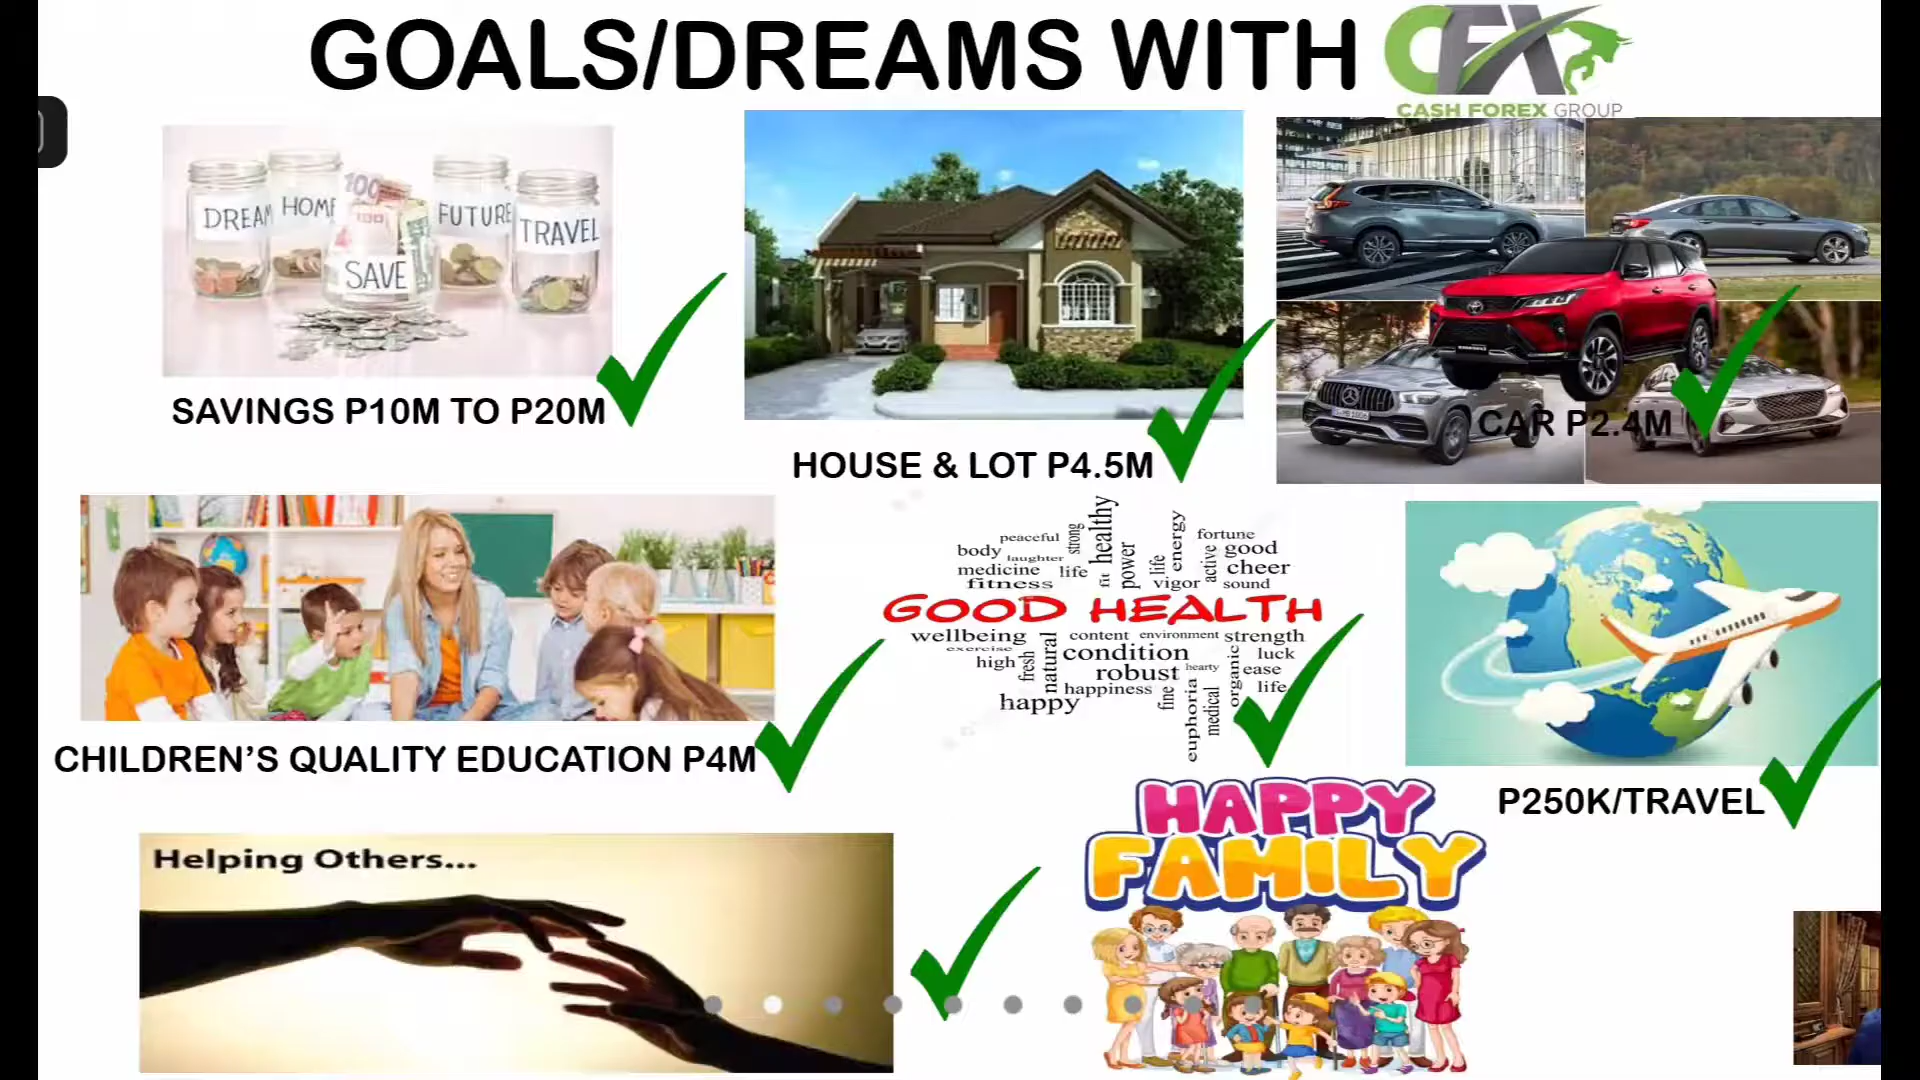 GOALS/DREAMS WITH
CFX
CASH FOREX GROUP
DREAM
HOME
100
100
SAVE
FUTURE
TRAVEL
SAVINGS P10M TO P20M
HOUSE & LOT P4.5M
CAR P2.4M
peaceful
body
laughter
strong
healthy
medicine
life
fitness
fit
power
life
energy
vigor
active
fortune
good
cheer
sound
GOOD HEALTH
wellbeing
exercise
high
fresh
natural
content
environment
strength
condition
luck
robust
hearty
organic
ease
happiness
fine
life
happy
euphoria
medical
CHILDREN’S QUALITY EDUCATION P4M
P250K/TRAVEL
Helping Others...
HAPPY
FAMILY